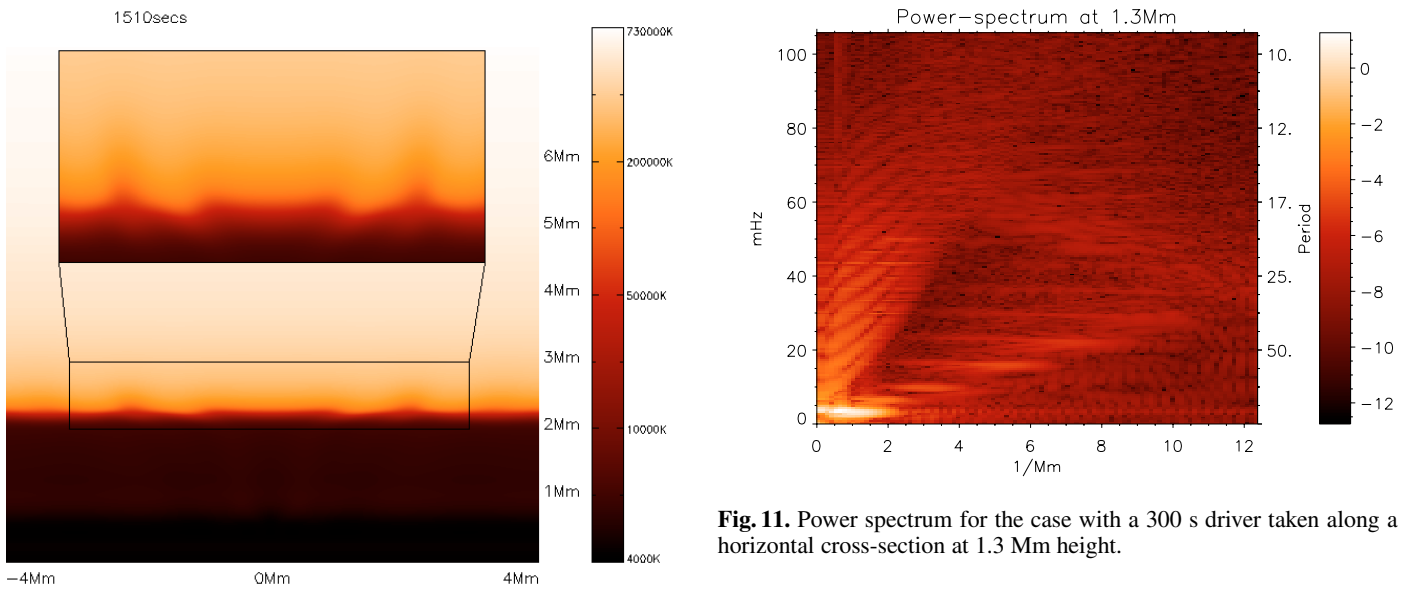 1510secs
730000K
200000K
50000K
10000K
4000K
6Mm
5Mm
4Mm
3Mm
2Mm
1Mm
−4Mm
0Mm
4Mm
Power−spectrum at 1.3Mm
mHz
100
80
60
40
20
0
0
2
4
6
8
10
12
1/Mm
10.
12.
17.
25.
50.
Period
0
−2
−4
−6
−8
−10
−12
Fig. 11. Power spectrum for the case with a 300 s driver taken along a
horizontal cross-section at 1.3 Mm height.